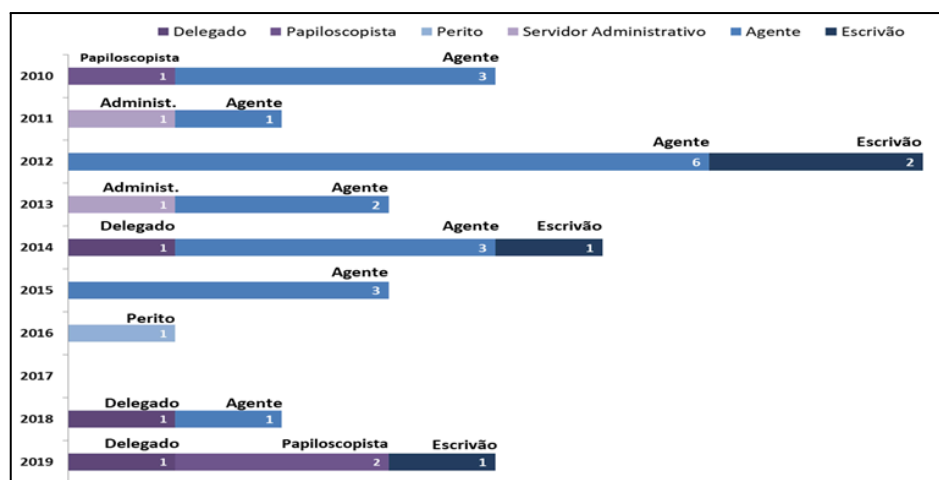 Delegado Papiloscopista Perito Servidor Administrativo Agente Escrivão
Papiloscopista Agente
2010 1 3
Administ. Agente
2011 1 1
Agente Escrivão
2012 6 2
Administ. Agente
2013 1 2
Delegado Agente Escrivão
2014 1 3 1
Agente
2015 3
Perito
2016 1
2017
Delegado Agente
2018 1 1
Delegado Papiloscopista Escrivão
2019 1 2 1